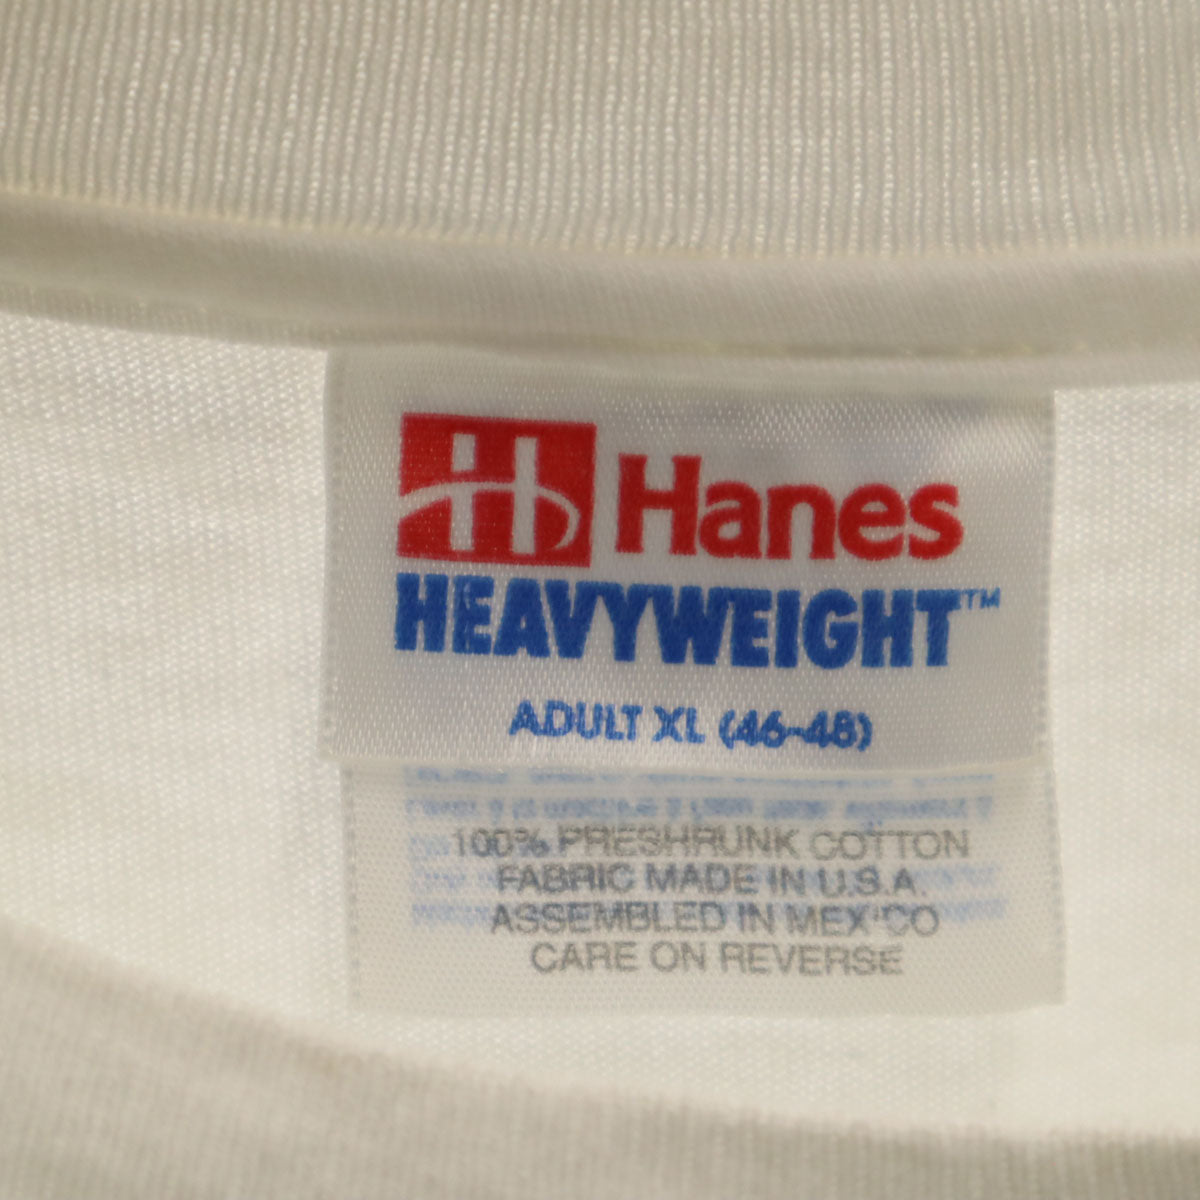 H Hanes
HEAVYWEIGHT™
ADULT XL (46-48)
100% PRESHRUNK COTTON
FABRIC MADE IN U.S.A.
ASSEMBLED IN MEXICO
CARE ON REVERSE